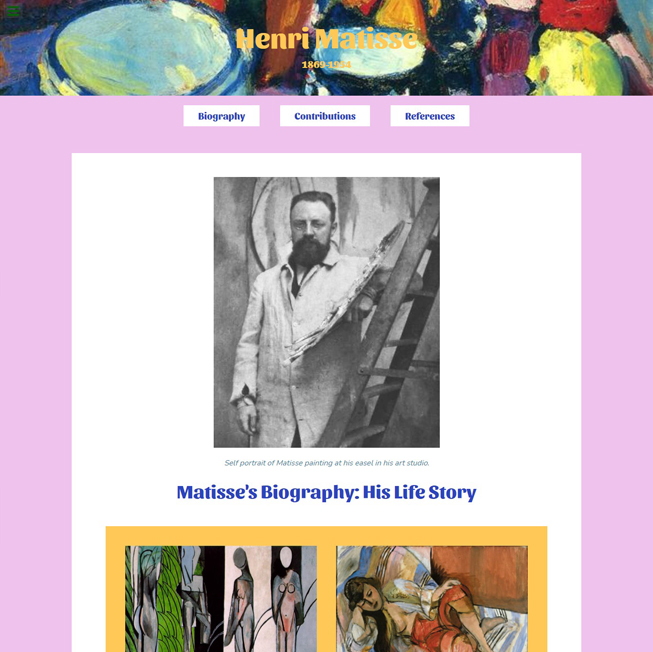 Henri Matisse
1869-1954
Biography
Contributions
References
Self portrait of Matisse painting at his easel in his art studio.
Matisse's Biography: His Life Story